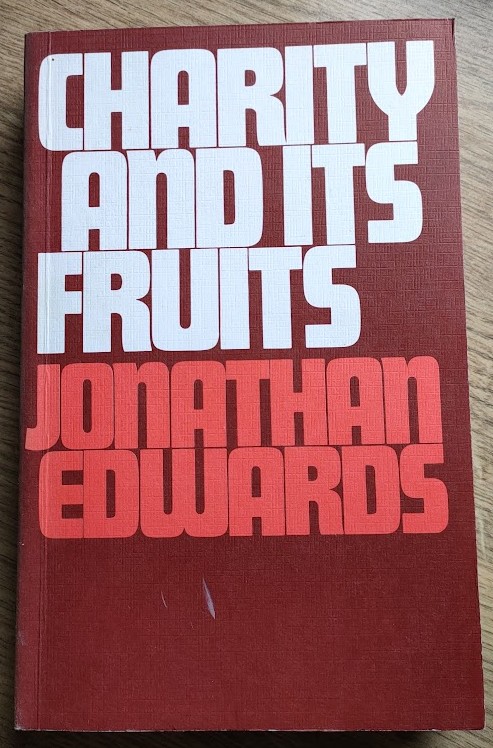 CHARITY
AND ITS
FRUITS
JONATHAN
EDWARDS